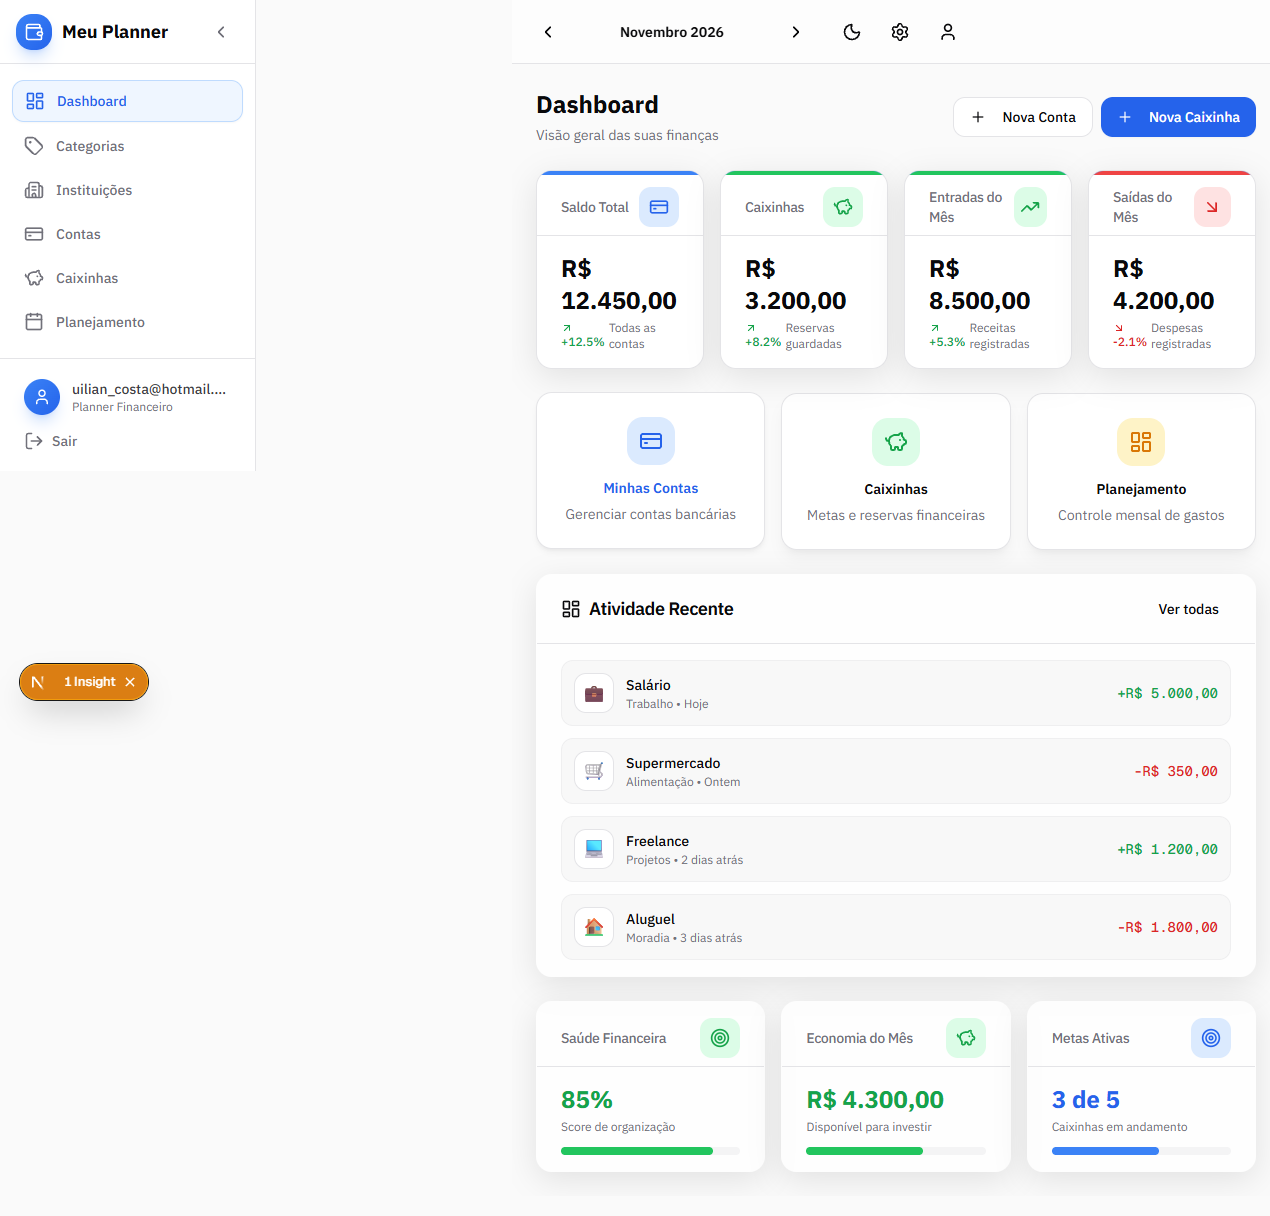 Meu Planner
Dashboard
Categorias
Instituições
Contas
Caixinhas
Planejamento
uilian_costa@hotmail....
Planner Financeiro
Sair
1 Insight
Novembro 2026
Dashboard
Visão geral das suas finanças
Nova Conta
Nova Caixinha
Saldo Total
R$
12.450,00
+12.5%
Todas as
contas
Caixinhas
R$
3.200,00
+8.2%
Reservas
guardadas
Entradas do
Mês
R$
8.500,00
+5.3%
Receitas
registradas
Saídas do
Mês
R$
4.200,00
-2.1%
Despesas
registradas
Minhas Contas
Gerenciar contas bancárias
Caixinhas
Metas e reservas financeiras
Planejamento
Controle mensal de gastos
Atividade Recente
Ver todas
Salário
Trabalho • Hoje
+R$ 5.000,00
Supermercado
Alimentação • Ontem
-R$ 350,00
Freelance
Projetos • 2 dias atrás
+R$ 1.200,00
Aluguel
Moradia • 3 dias atrás
-R$ 1.800,00
Saúde Financeira
85%
Score de organização
Economia do Mês
R$ 4.300,00
Disponível para investir
Metas Ativas
3 de 5
Caixinhas em andamento